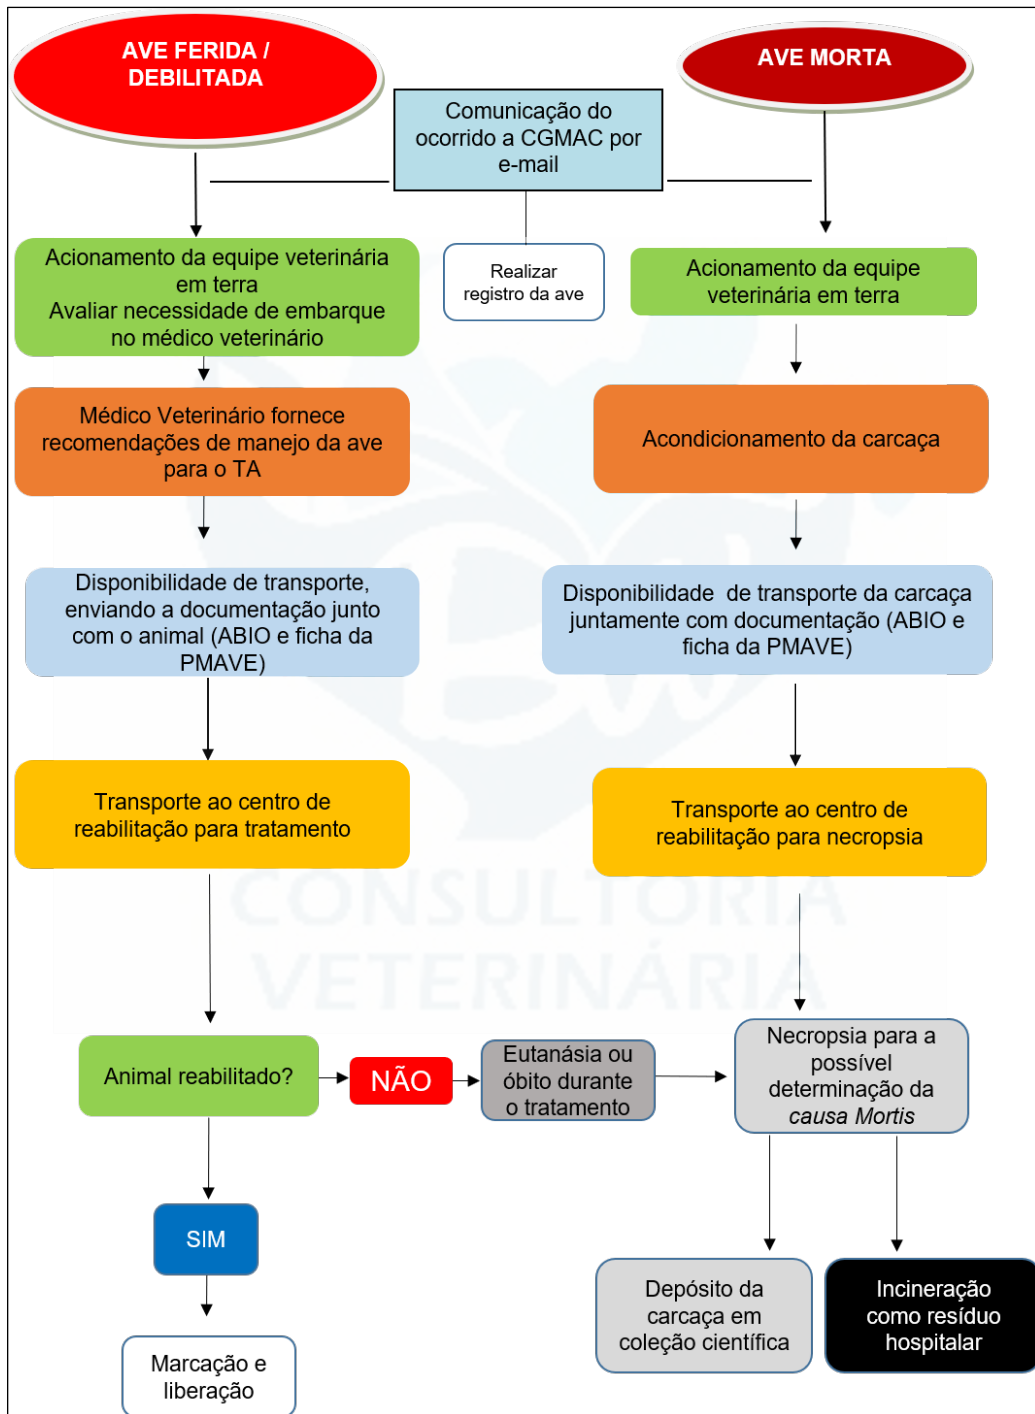 AVE FERIDA /
DEBILITADA
AVE MORTA
Comunicação do
ocorrido a CGMAC por
e-mail
Realizar
registro da ave
Acionamento da equipe veterinária
em terra
Avaliar necessidade de embarque
no médico veterinário
Acionamento da equipe
veterinária em terra
Médico Veterinário fornece
recomendações de manejo da ave
para o TA
Acondicionamento da carcaça
Disponibilidade de transporte,
enviando a documentação junto
com o animal (ABIO e ficha da
PMAVE)
Disponibilidade de transporte da carcaça
juntamente com documentação (ABIO e
ficha da PMAVE)
Transporte ao centro de
reabilitação para tratamento
Transporte ao centro de
reabilitação para necropsia
CONSULTORIA
VETERINÁRIA
Animal reabilitado?
NÃO
Eutanásia ou
óbito durante
o tratamento
Necropsia para a
possível
determinação da
causa Mortis
SIM
Marcação e
liberação
Depósito da
carcaça em
coleção científica
Incineração
como resíduo
hospitalar